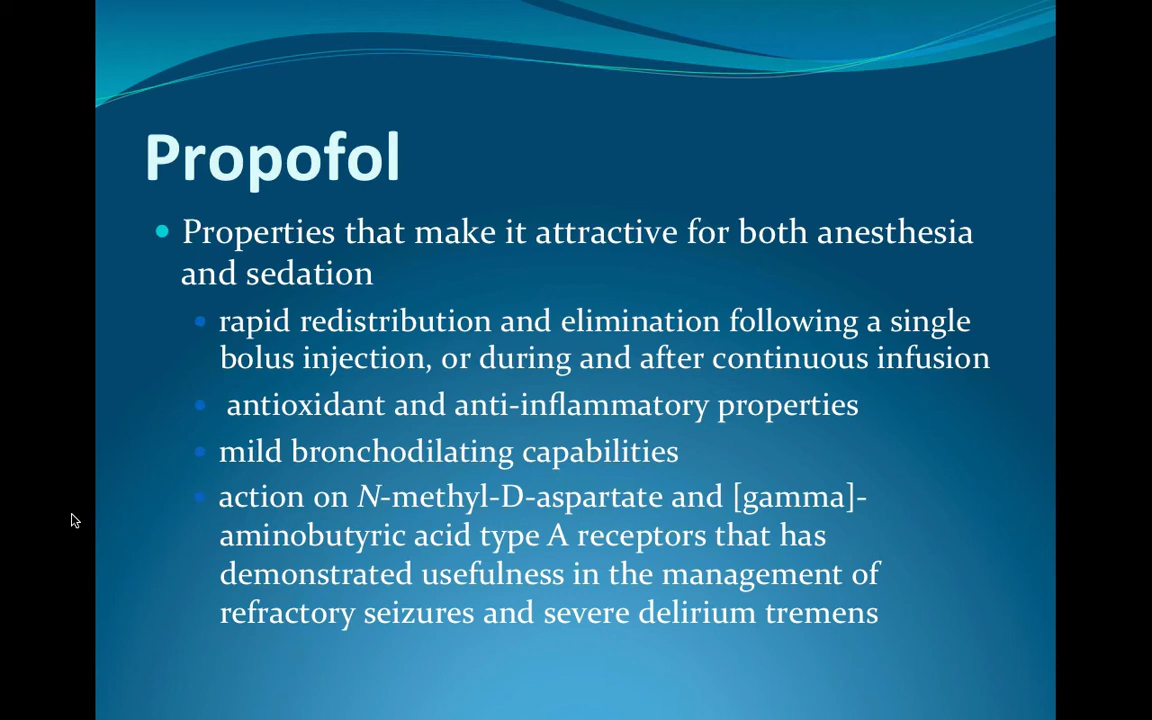 Propofol
Properties that make it attractive for both anesthesia
and sedation
rapid redistribution and elimination following a single
bolus injection, or during and after continuous infusion
antioxidant and anti-inflammatory properties
mild bronchodilating capabilities
action on N-methyl-D-aspartate and [gamma]-
aminobutyric acid type A receptors that has
demonstrated usefulness in the management of
refractory seizures and severe delirium tremens